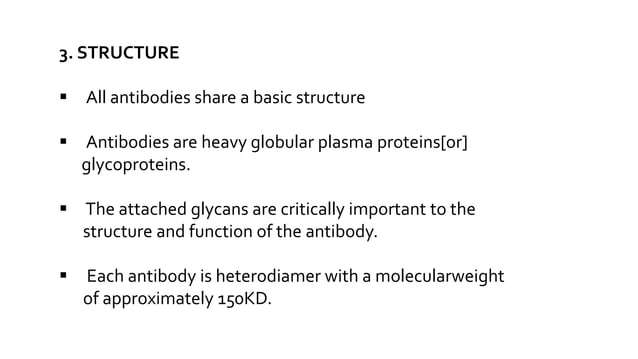 3. STRUCTURE
▪ All antibodies share a basic structure
▪ Antibodies are heavy globular plasma proteins[or]
glycoproteins.
▪ The attached glycans are critically important to the
structure and function of the antibody.
▪ Each antibody is heterodiamer with a molecularweight
of approximately 150KD.